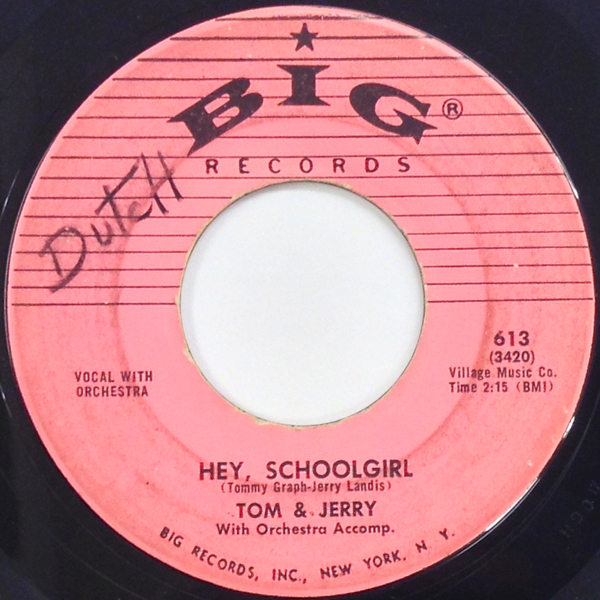 BIG®
RECORDS
Dutch
613
(3420)
VOCAL WITH
ORCHESTRA
Village Music Co.
Time 2:15 (BMI)
HEY, SCHOOLGIRL
(Tommy Graph-Jerry Landis)
TOM & JERRY
With Orchestra Accomp.
BIG RECORDS, INC., NEW YORK, N. Y.